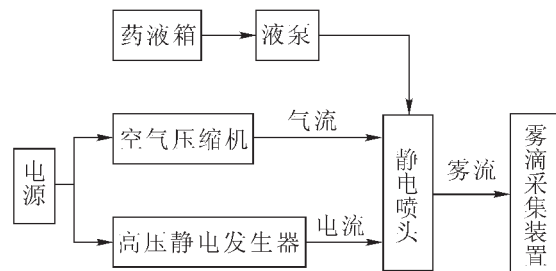 药液箱
液泵
空气压缩机
气流
电源
高压静电发生器
电流
静电喷头
雾流
雾滴采集装置